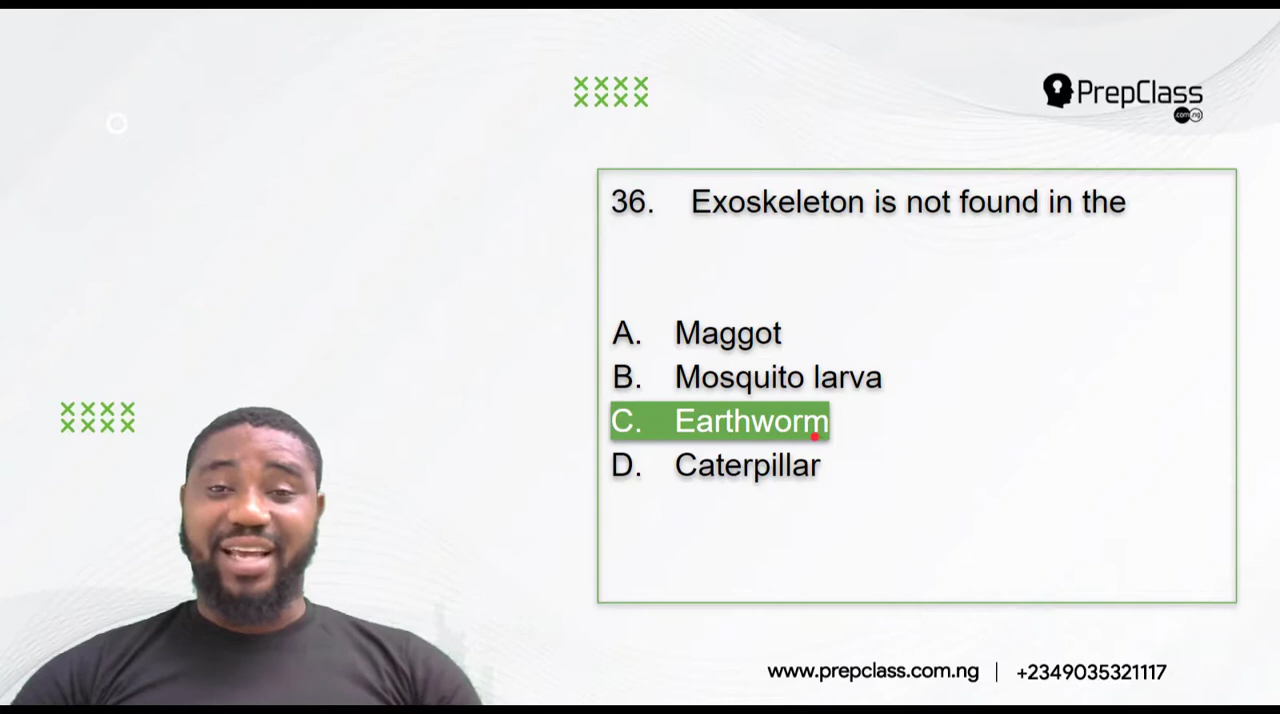 PrepClass
com.ng
36. Exoskeleton is not found in the
A. Maggot
B. Mosquito larva
C. Earthworm
D. Caterpillar
www.prepclass.com.ng | +2349035321117